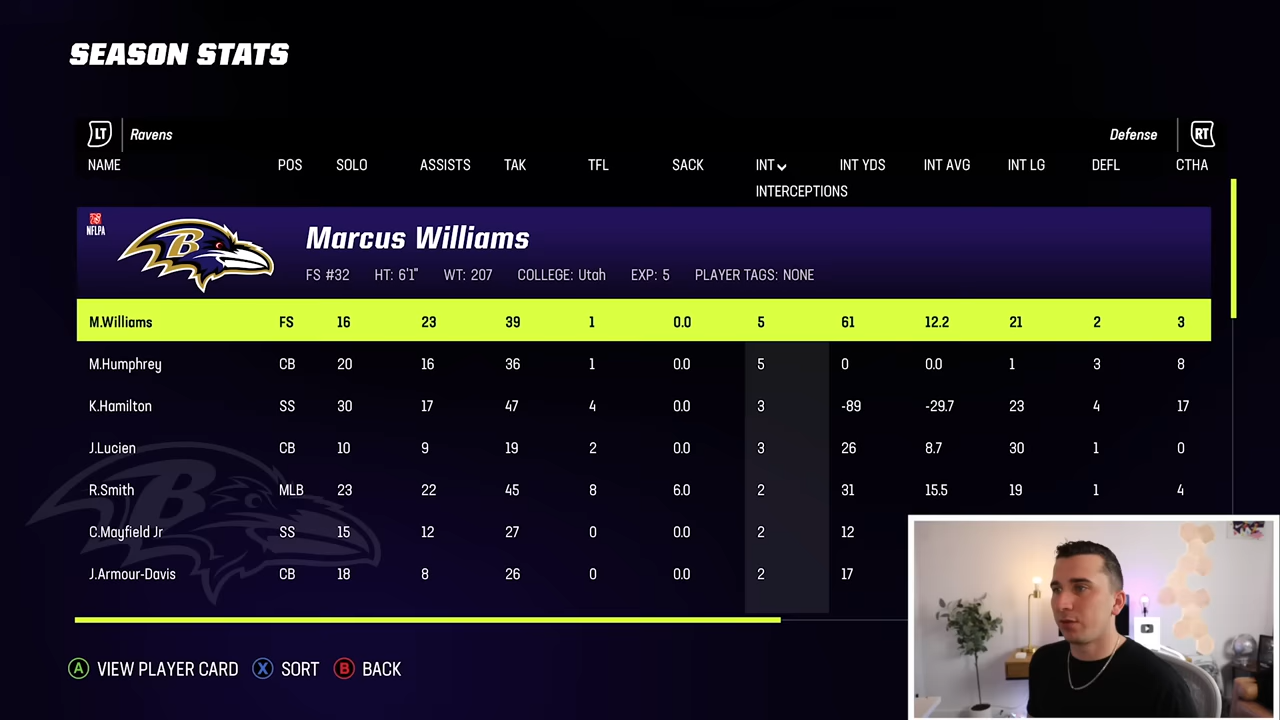 SEASON STATS
LT Ravens Defense RT
NAME POS SOLO ASSISTS TAK TFL SACK INT INT YDS INT AVG INT LG DEFL CTHA
INTERCEPTIONS
NFLPA
B
Marcus Williams
FS #32 HT: 6'1" WT: 207 COLLEGE: Utah EXP: 5 PLAYER TAGS: NONE
M.Williams FS 16 23 39 1 0.0 5 61 12.2 21 2 3
M.Humphrey CB 20 16 36 1 0.0 5 0 0.0 1 3 8
K.Hamilton SS 30 17 47 4 0.0 3 -89 -29.7 23 4 17
J.Lucien CB 10 9 19 2 0.0 3 26 8.7 30 1 0
R.Smith MLB 23 22 45 8 6.0 2 31 15.5 19 1 4
C.Mayfield Jr SS 15 12 27 0 0.0 2 12
J.Armour-Davis CB 18 8 26 0 0.0 2 17
A VIEW PLAYER CARD X SORT B BACK